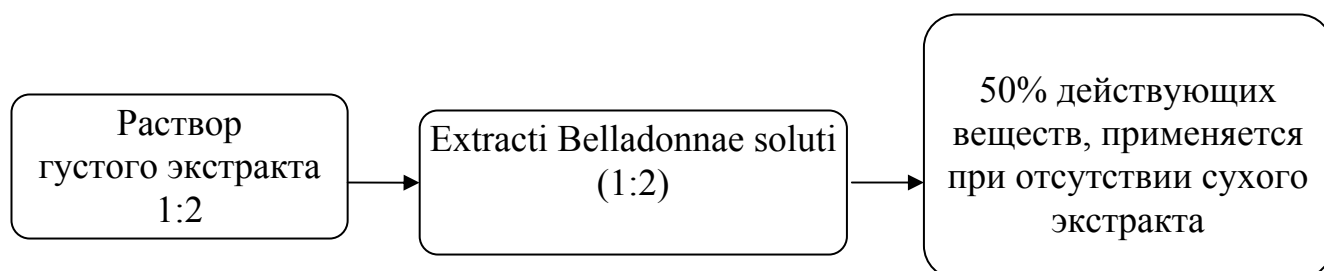 Раствор
густого экстракта
1:2
Extracti Belladonnae soluti
(1:2)
50% действующих
веществ, применяется
при отсутствии сухого
экстракта